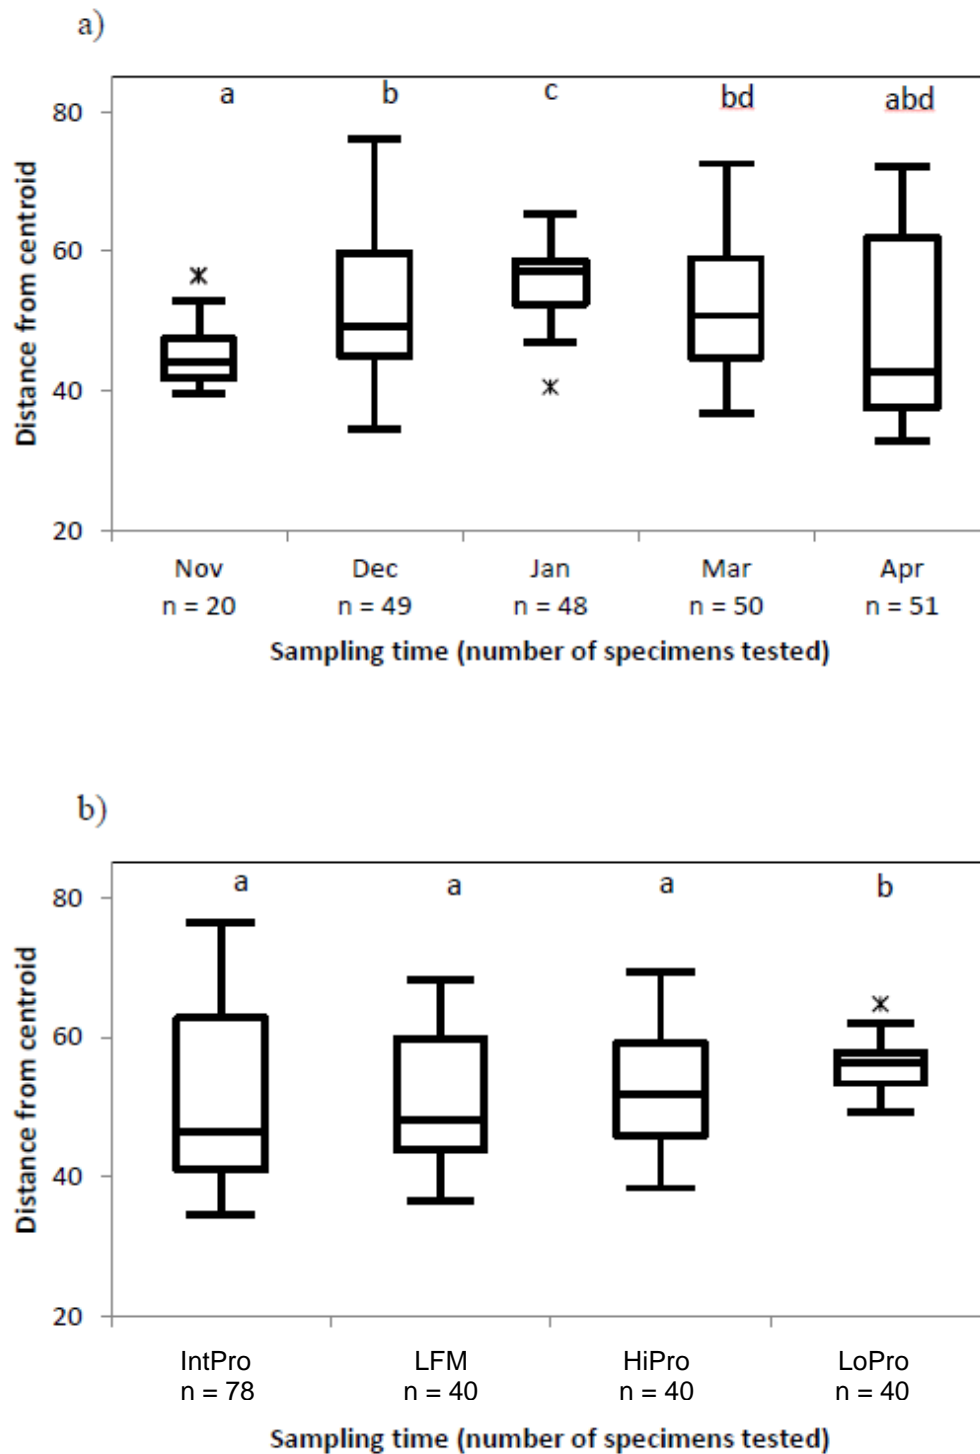 a)
a b c bd abd
80
60
40
20
Distance from centroid
Nov Dec Jan Mar Apr
n = 20 n = 49 n = 48 n = 50 n = 51
Sampling time (number of specimens tested)
b)
a a a b
80
60
40
20
Distance from centroid
IntPro LFM HiPro LoPro
n = 78 n = 40 n = 40 n = 40
Sampling time (number of specimens tested)